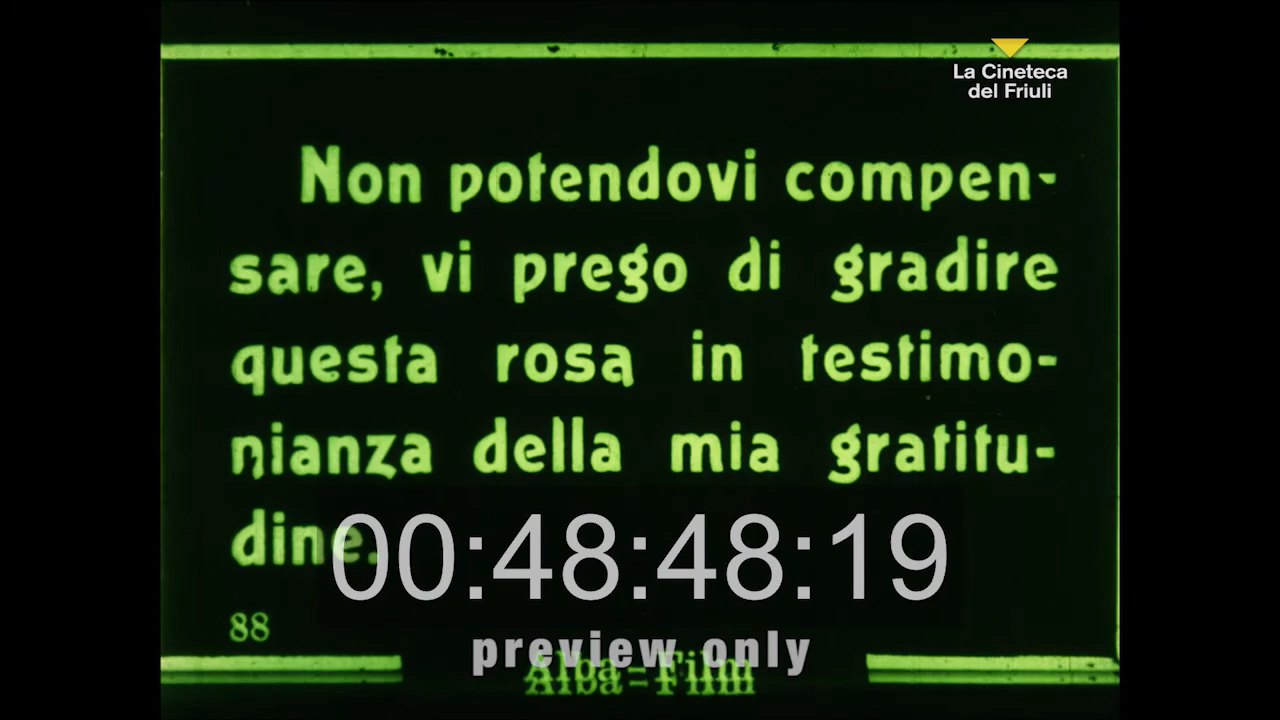 La Cineteca
del Friuli
Non potendovi compen-
sare, vi prego di gradire
questa rosa in testimo-
nianza della mia gratitu-
dine.
00:48:48:19
88
preview only
Alba=Film